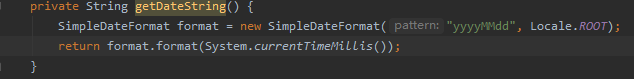 private String getDateString() {
SimpleDateFormat format = new SimpleDateFormat( pattern: "yyyyMMdd", Locale.ROOT);
return format.format(System.currentTimeMillis());
}